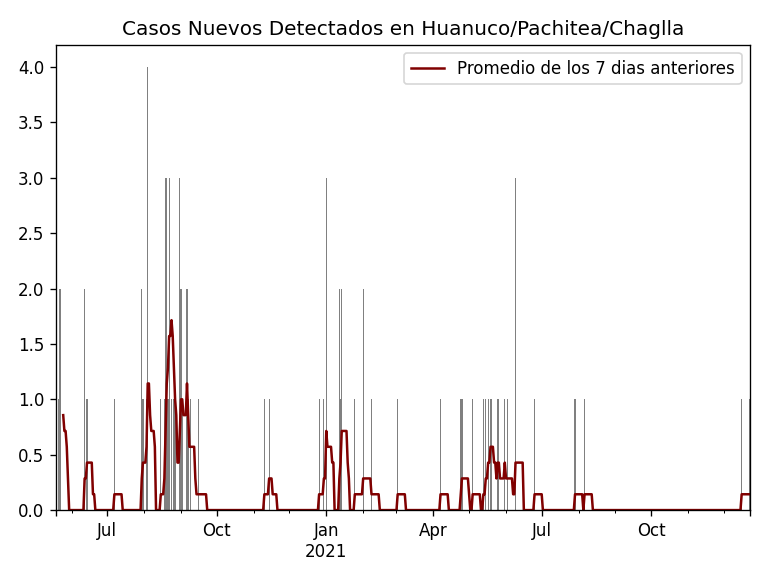 Casos Nuevos Detectados en Huanuco/Pachitea/Chaglla
Promedio de los 7 dias anteriores
4.0
3.5
3.0
2.5
2.0
1.5
1.0
0.5
0.0
Jul
Oct
Jan
2021
Apr
Jul
Oct